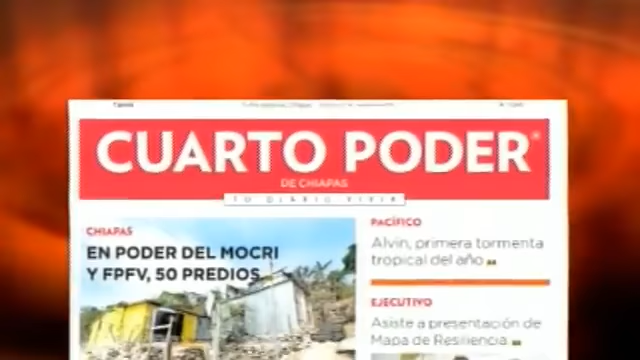 CUARTO PODER
DE CHIAPAS
TU DIARIO VIVIR
CHIAPAS
EN PODER DEL MOCRI
Y FPFV, 50 PREDIOS
PACÍFICO
Alvin, primera tormenta
tropical del año
EJECUTIVO
Asiste a presentación de
Mapa de Resiliencia